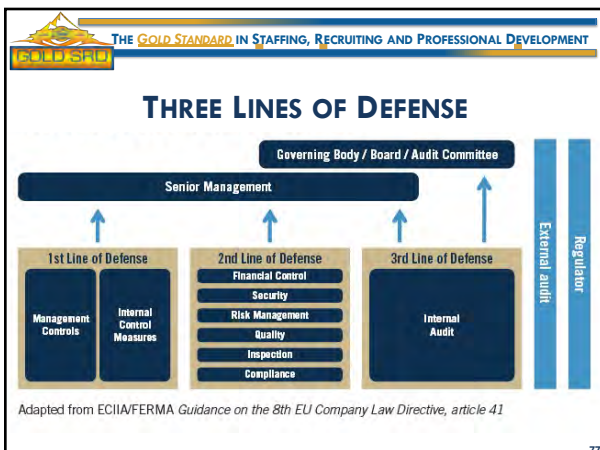 GOLD SRD
THE GOLD STANDARD IN STAFFING, RECRUITING AND PROFESSIONAL DEVELOPMENT
THREE LINES OF DEFENSE
Governing Body / Board / Audit Committee
Senior Management
1st Line of Defense
Management
Controls
Internal
Control
Measures
2nd Line of Defense
Financial Control
Security
Risk Management
Quality
Inspection
Compliance
3rd Line of Defense
Internal
Audit
External audit
Regulator
Adapted from ECIIA/FERMA Guidance on the 8th EU Company Law Directive, article 41
77